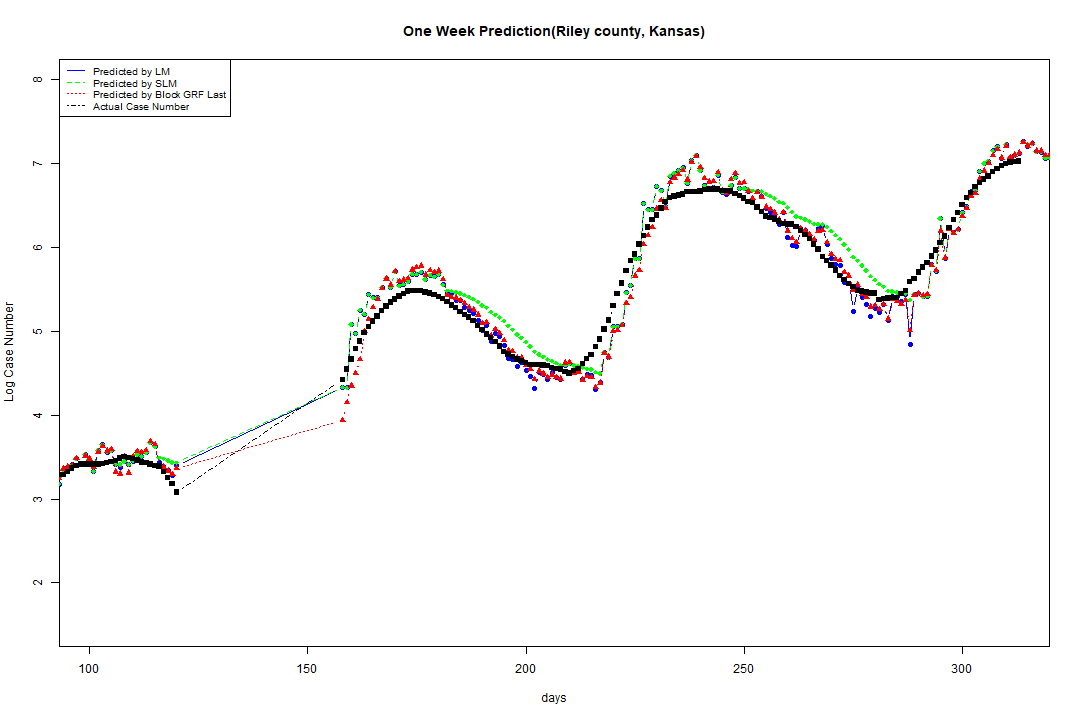 One Week Prediction(Riley county, Kansas)
Predicted by LM
Predicted by SLM
Predicted by Block GRF Last
Actual Case Number
8
7
6
5
4
3
2
Log Case Number
100 150 200 250 300
days